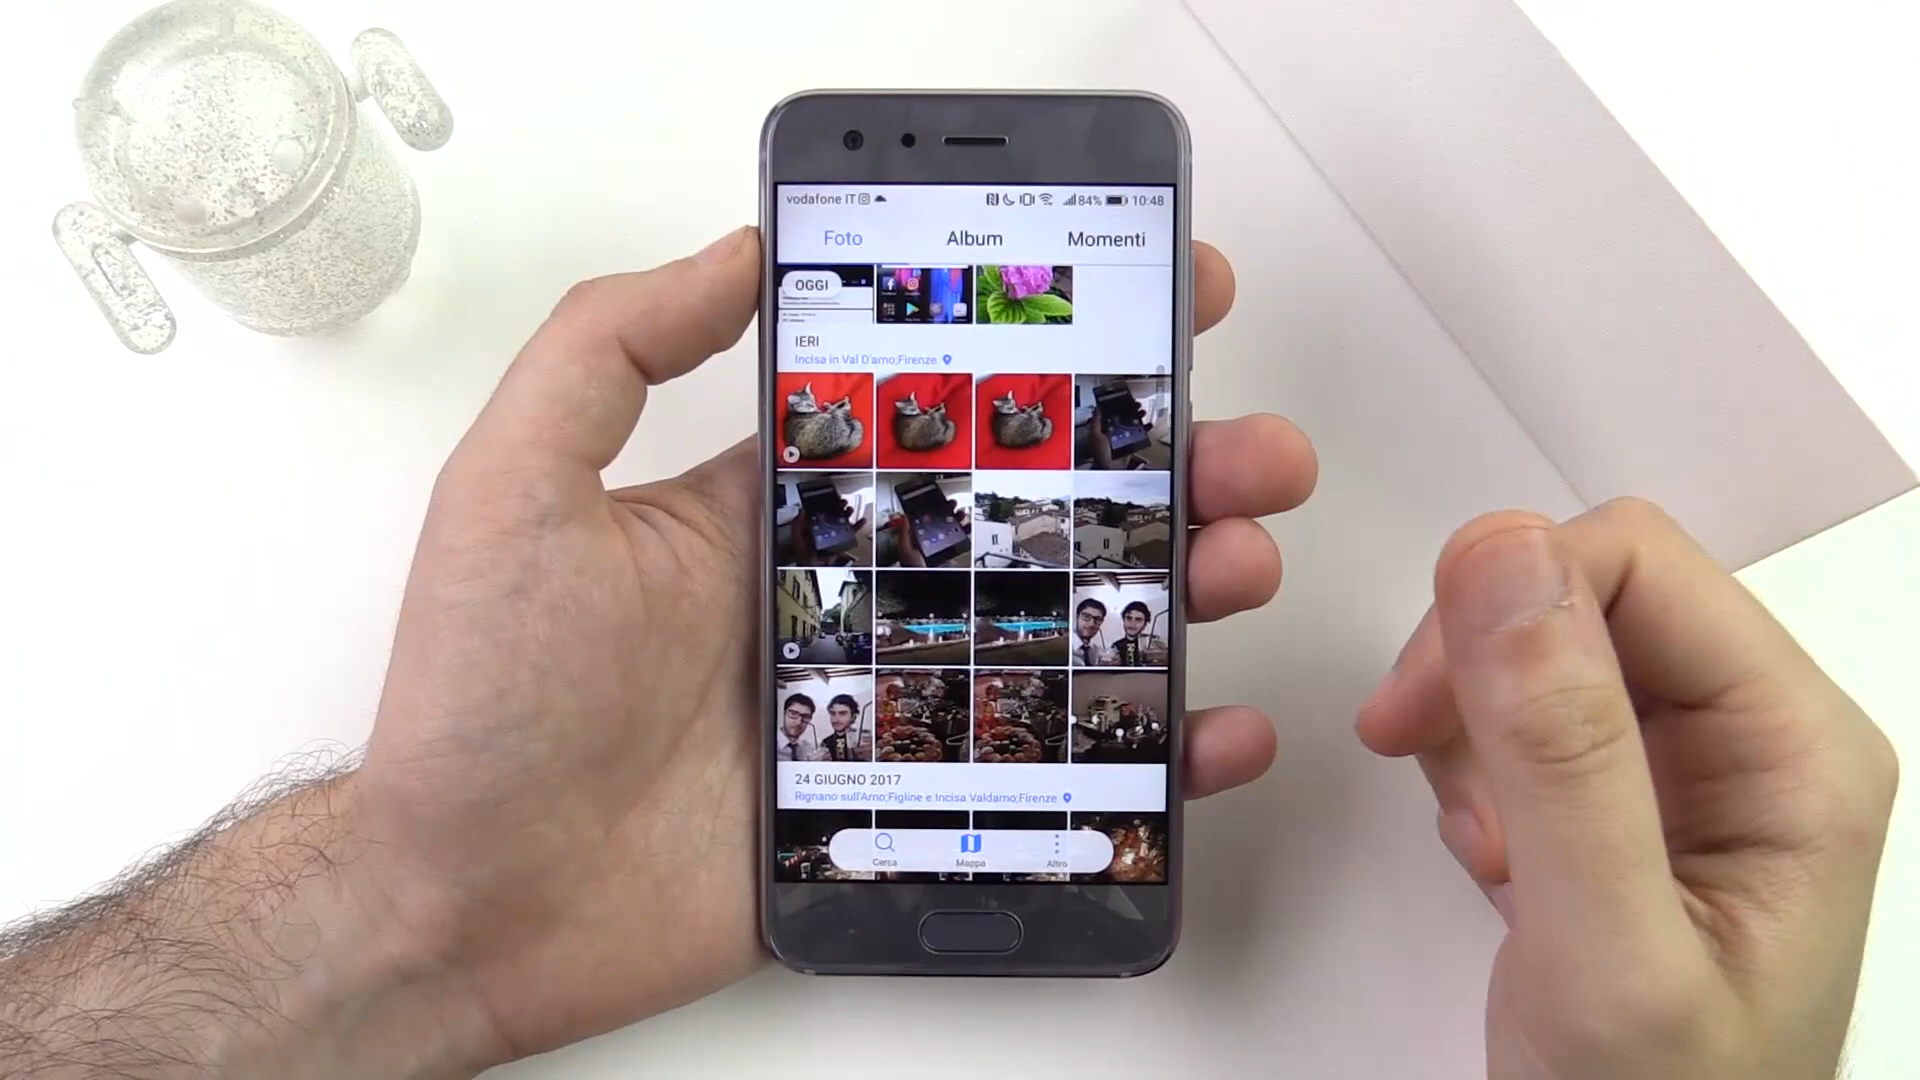 vodafone IT 84% 10:48
Foto Album Momenti
OGGI
IERI
Incisa in Val D'arno;Firenze
24 GIUGNO 2017
Rignano sull'Arno;Figline e Incisa Valdarno;Firenze
Cerca Mappa Altro